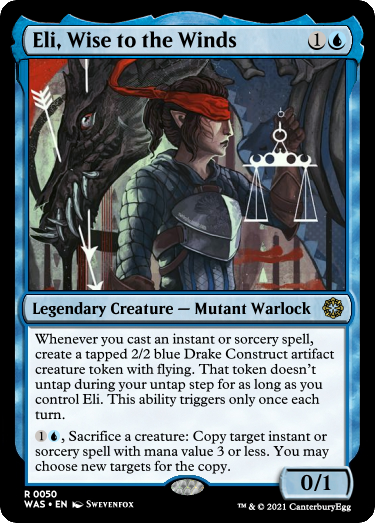 Eli, Wise to the Winds 1
Legendary Creature — Mutant Warlock
Whenever you cast an instant or sorcery spell,
create a tapped 2/2 blue Drake Construct artifact
creature token with flying. That token doesn't
untap during your untap step for as long as you
control Eli. This ability triggers only once each
turn.
1, Sacrifice a creature: Copy target instant or
sorcery spell with mana value 3 or less. You
may choose new targets for the copy.
0/1
R 0050
WAS • EN Swevenfox
™ & © 2021 CanterburyEgg